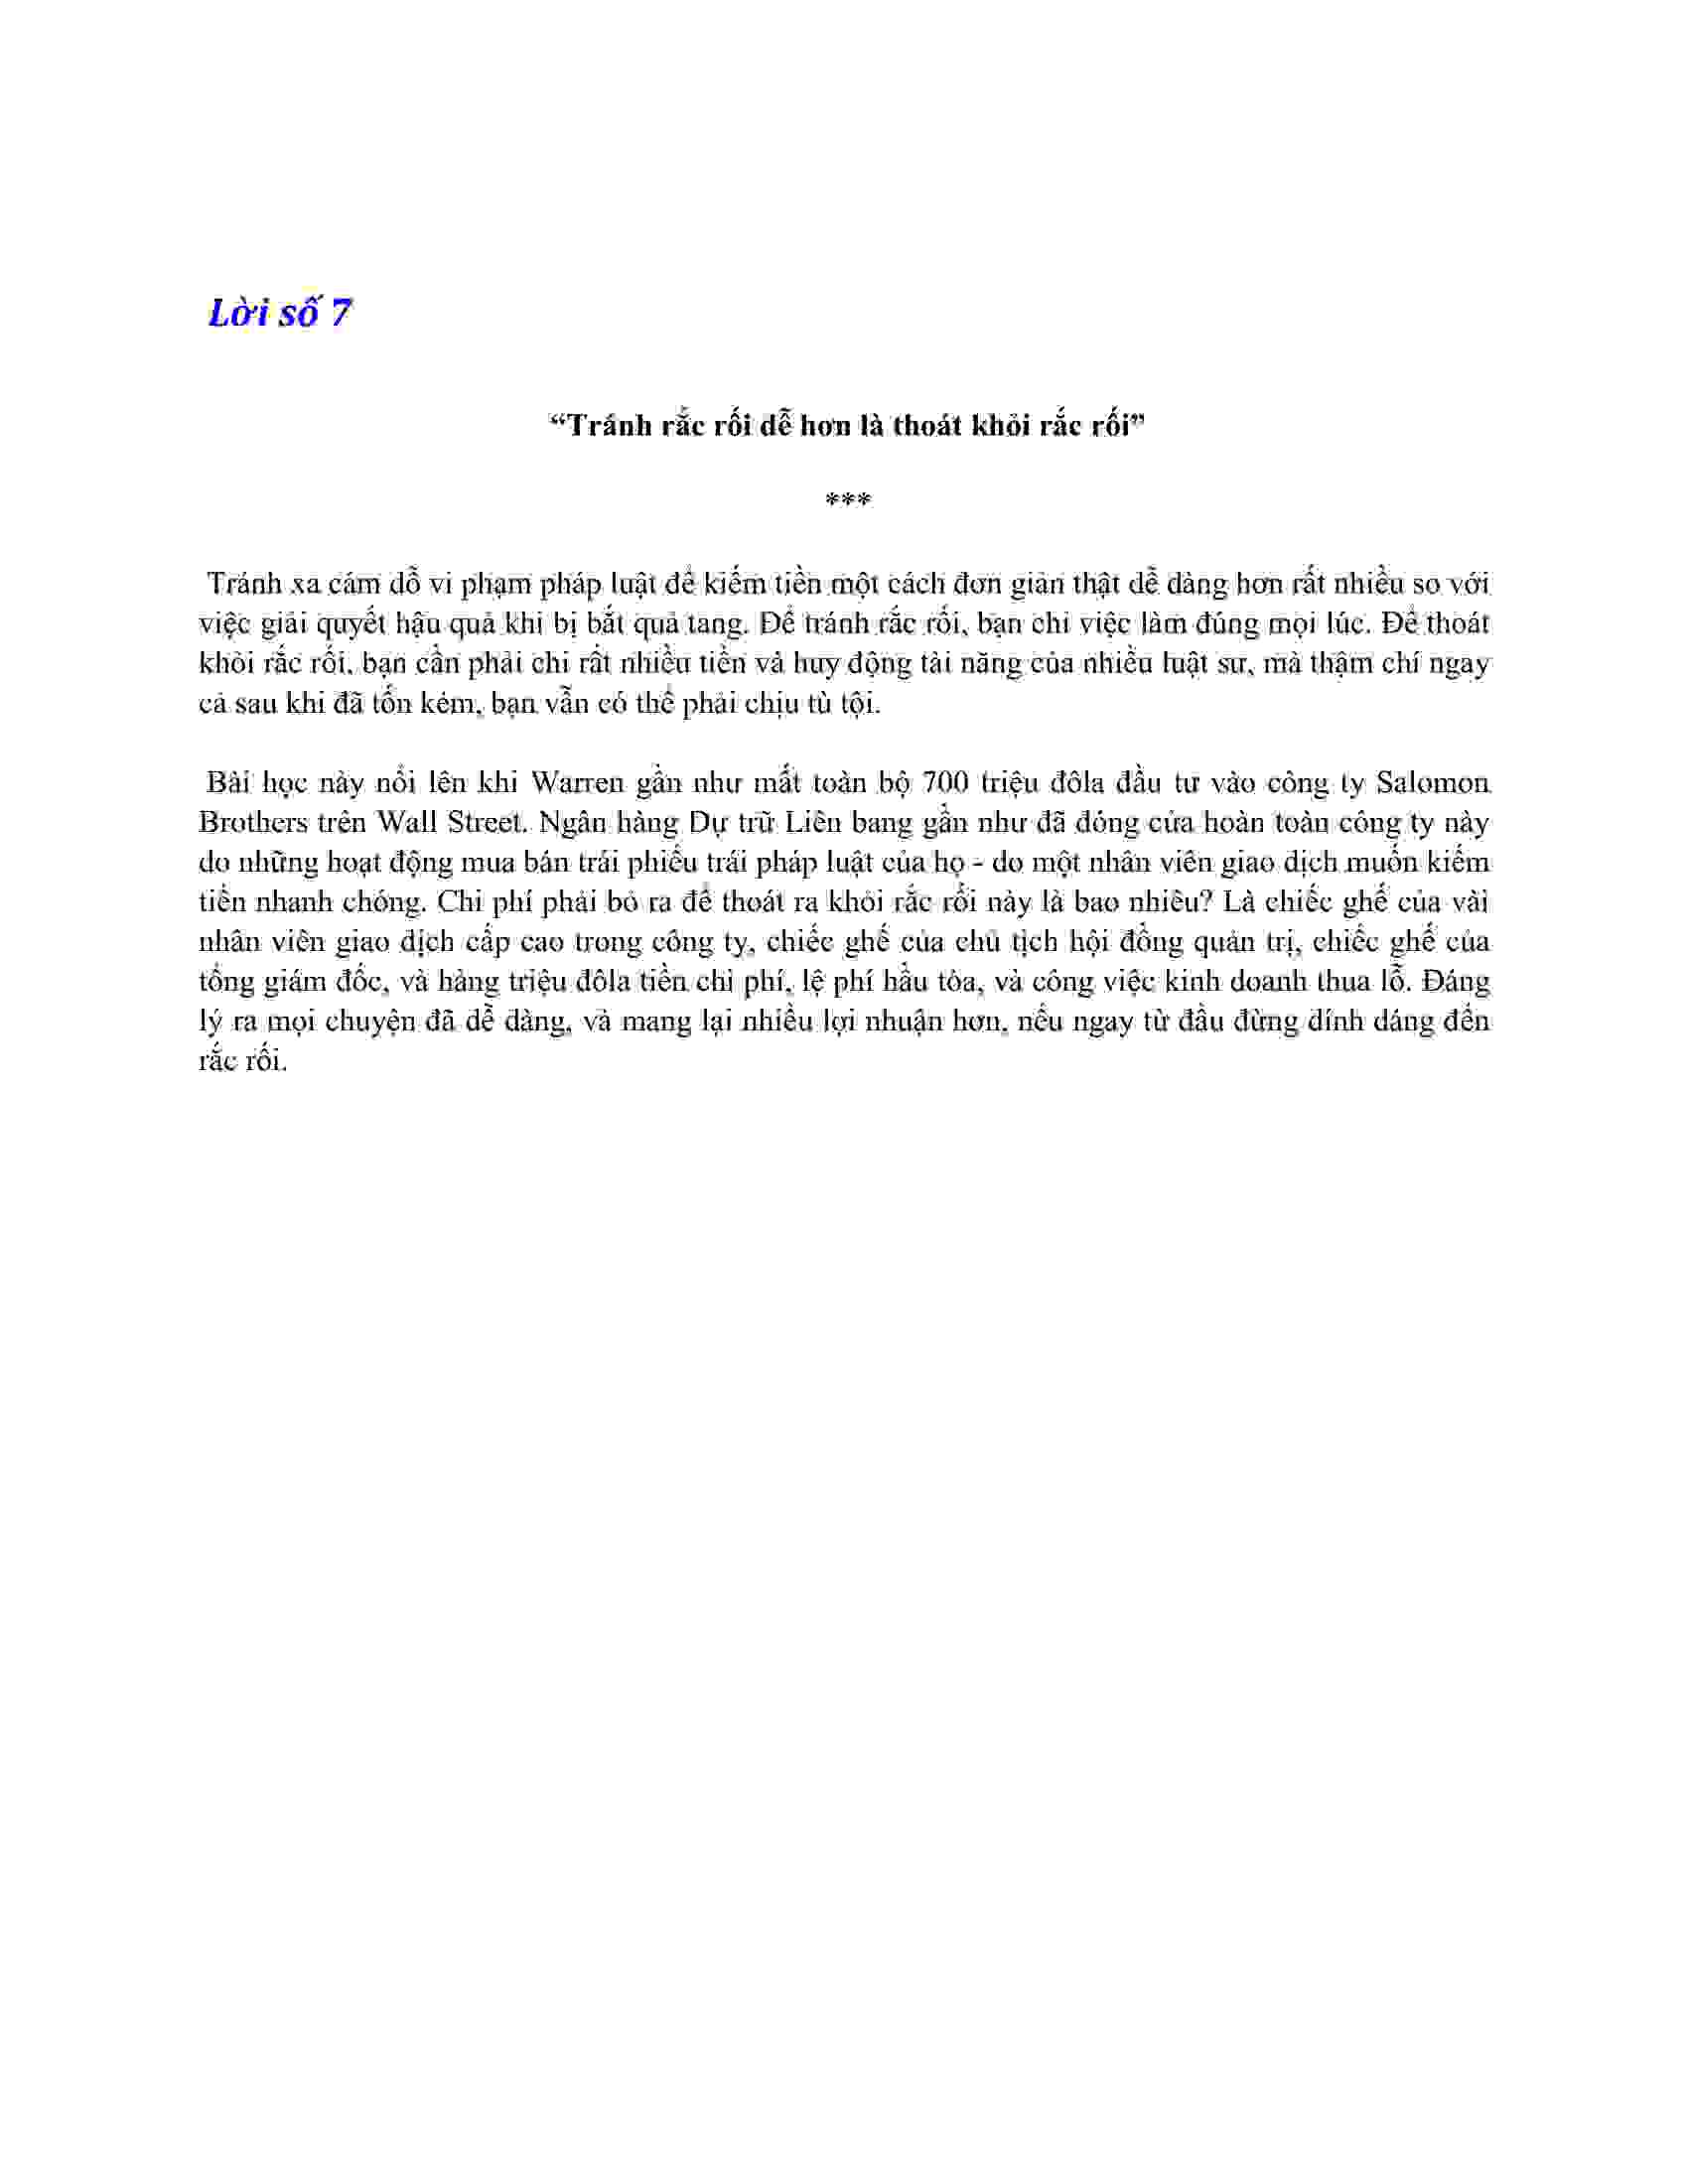 Lời số 7
“Tránh rắc rối dễ hơn là thoát khỏi rắc rối”
***
Tránh xa cám dỗ vi phạm pháp luật để kiếm tiền một cách đơn giản thật dễ dàng hơn rất nhiều so với
việc giải quyết hậu quả khi bị bắt quả tang. Để tránh rắc rối, bạn chỉ việc làm đúng mọi lúc. Để thoát
khỏi rắc rối, bạn cần phải chi rất nhiều tiền và huy động tài năng của nhiều luật sư, mà thậm chí ngay
cả sau khi đã tốn kém, bạn vẫn có thể phải chịu tù tội.
Bài học này nổi lên khi Warren gần như mất toàn bộ 700 triệu đôla đầu tư vào công ty Salomon
Brothers trên Wall Street. Ngân hàng Dự trữ Liên bang gần như đã đóng cửa hoàn toàn công ty này
do những hoạt động mua bán trái phiếu trái pháp luật của họ - do một nhân viên giao dịch muốn kiếm
tiền nhanh chóng. Chi phí phải bỏ ra để thoát ra khỏi rắc rối này là bao nhiêu? Là chiếc ghế của vài
nhân viên giao dịch cấp cao trong công ty, chiếc ghế của chủ tịch hội đồng quản trị, chiếc ghế của
tổng giám đốc, và hàng triệu đôla tiền chi phí, lệ phí hầu tòa, và công việc kinh doanh thua lỗ. Đáng
lý ra mọi chuyện đã dễ dàng, và mang lại nhiều lợi nhuận hơn, nếu ngay từ đầu đừng dính dáng đến
rắc rối.